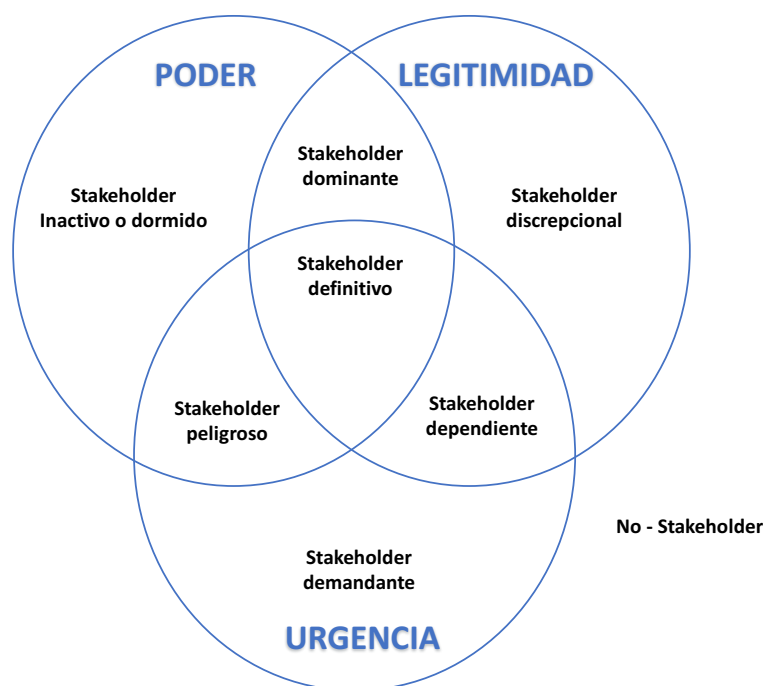 PODER
LEGITIMIDAD
Stakeholder
dominante
Stakeholder
Inactivo o dormido
Stakeholder
discrepcional
Stakeholder
definitivo
Stakeholder
peligroso
Stakeholder
dependiente
No - Stakeholder
Stakeholder
demandante
URGENCIA